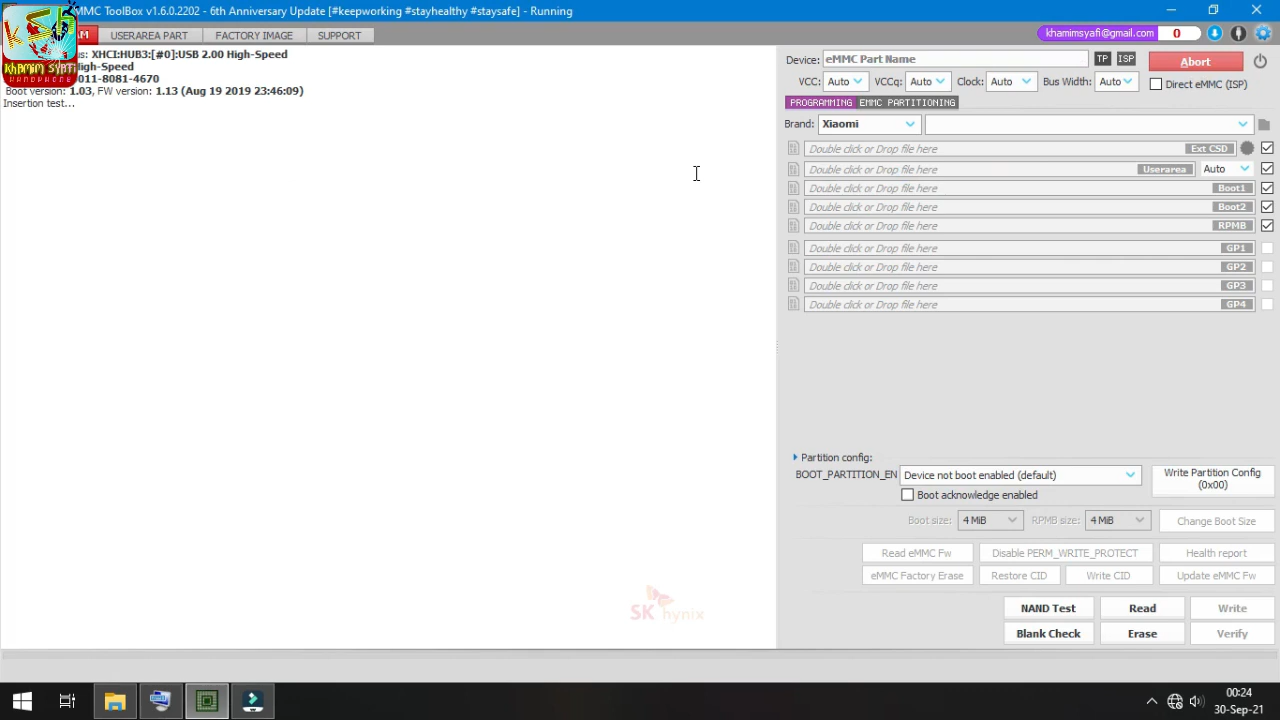 MMC ToolBox v1.6.0.2202 - 6th Anniversary Update [#keepworking #stayhealthy #staysafe] - Running
AM USERAREA PART FACTORY IMAGE SUPPORT
khamimsyafi@gmail.com 0
khamim syafi
HANDPHONE
s: XHCI:HUB3:[#0]:USB 2.00 High-Speed
High-Speed
011-8081-4670
Boot version: 1.03, FW version: 1.13 (Aug 19 2019 23:46:09)
Insertion test...
Device: eMMC Part Name TP ISP Abort
VCC: Auto VCCq: Auto Clock: Auto Bus Width: Auto Direct eMMC (ISP)
PROGRAMMING EMMC PARTITIONING
Brand: Xiaomi
Double click or Drop file here Ext CSD
Double click or Drop file here Userarea Auto
Double click or Drop file here Boot1
Double click or Drop file here Boot2
Double click or Drop file here RPMB
Double click or Drop file here GP1
Double click or Drop file here GP2
Double click or Drop file here GP3
Double click or Drop file here GP4
Partition config:
BOOT_PARTITION_EN Device not boot enabled (default) Write Partition Config
(0x00)
Boot acknowledge enabled
Boot size: 4 MiB RPMB size: 4 MiB Change Boot Size
Read eMMC Fw Disable PERM_WRITE_PROTECT Health report
eMMC Factory Erase Restore CID Write CID Update eMMC Fw
NAND Test Read Write
Blank Check Erase Verify
SK hynix
00:24
30-Sep-21